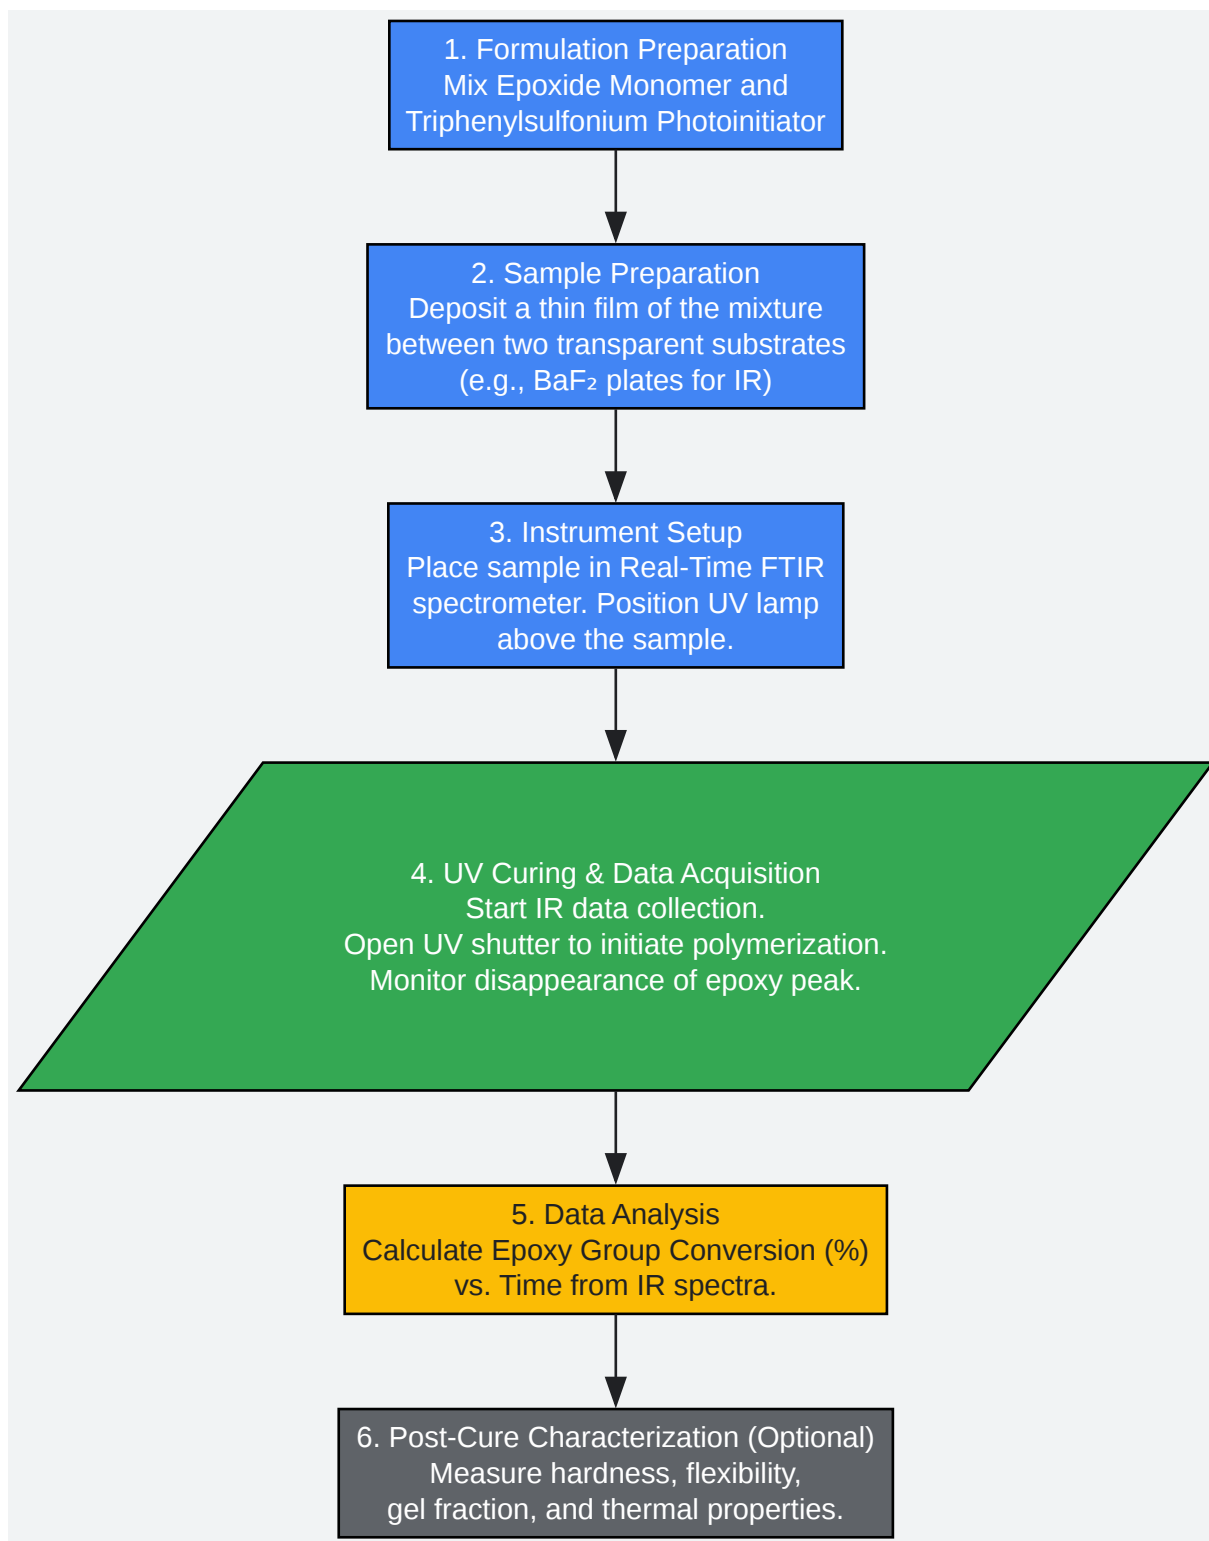 1. Formulation Preparation
Mix Epoxide Monomer and
Triphenylsulfonium Photoinitiator
2. Sample Preparation
Deposit a thin film of the mixture
between two transparent substrates
(e.g., BaF₂ plates for IR)
3. Instrument Setup
Place sample in Real-Time FTIR
spectrometer. Position UV lamp
above the sample.
4. UV Curing & Data Acquisition
Start IR data collection.
Open UV shutter to initiate polymerization.
Monitor disappearance of epoxy peak.
5. Data Analysis
Calculate Epoxy Group Conversion (%)
vs. Time from IR spectra.
6. Post-Cure Characterization (Optional)
Measure hardness, flexibility,
gel fraction, and thermal properties.